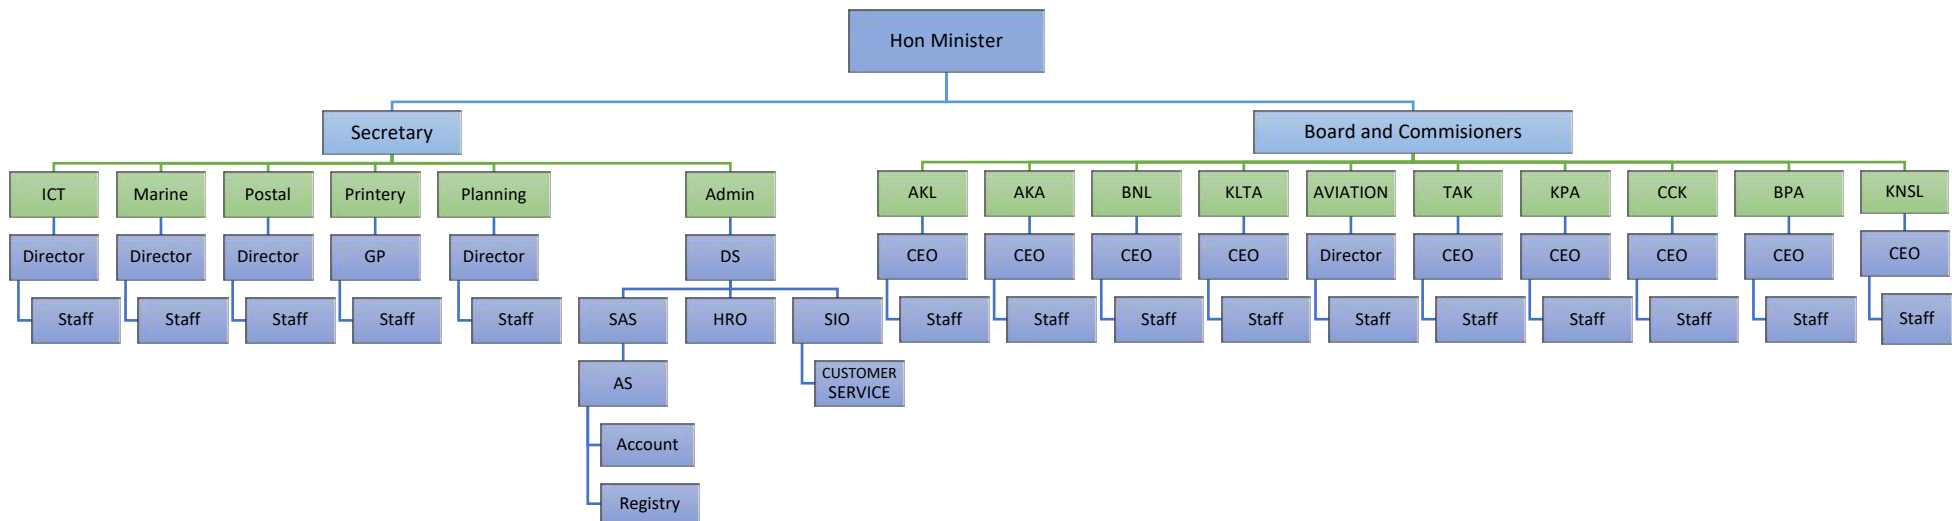 Hon Minister
Secretary
Board and Commisioners
ICT
Marine
Postal
Printery
Planning
Admin
AKL
AKA
BNL
KLTA
AVIATION
TAK
KPA
CCK
BPA
KNSL
Director
Director
Director
GP
Director
DS
CEO
CEO
CEO
CEO
Director
CEO
CEO
CEO
CEO
CEO
Staff
Staff
Staff
Staff
Staff
SAS
HRO
SIO
Staff
Staff
Staff
Staff
Staff
Staff
Staff
Staff
Staff
Staff
AS
CUSTOMER
SERVICE
Account
Registry